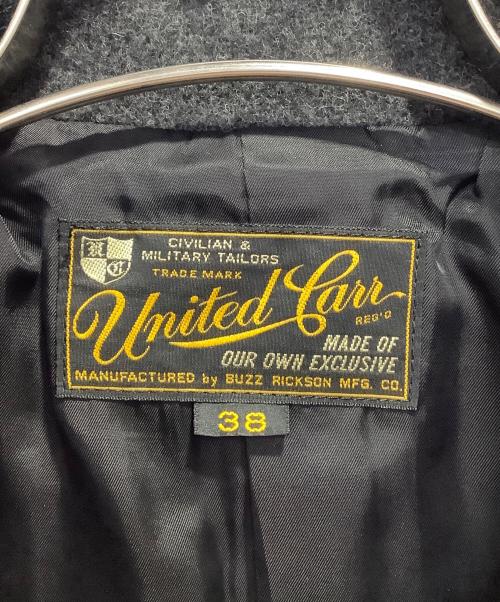 CIVILIAN &
MILITARY TAILORS
TRADE MARK
United Carr
REG'D
MADE OF
OUR OWN EXCLUSIVE
MANUFACTURED by BUZZ RICKSON MFG. CO.
38